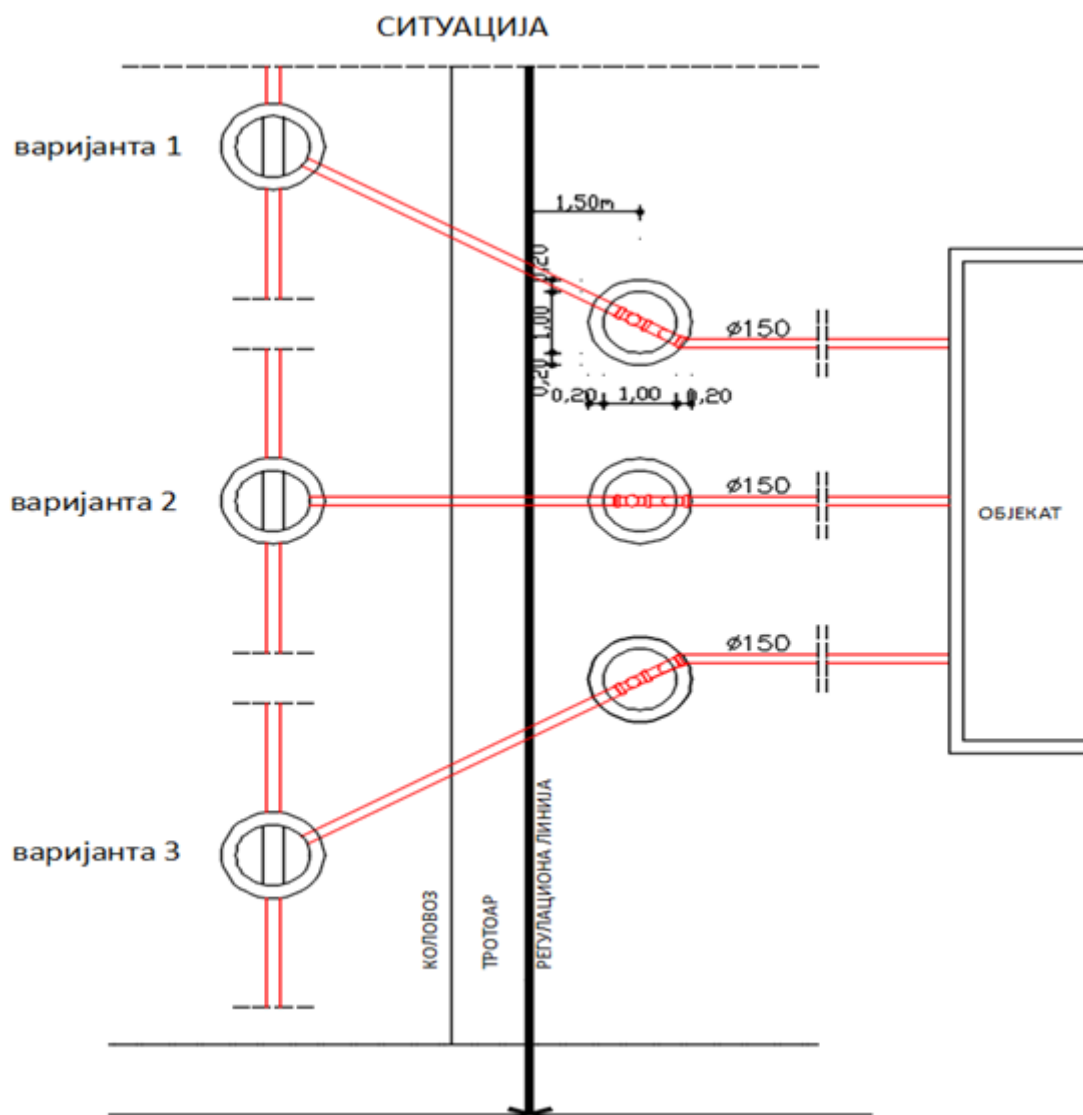 СИТУАЦИЈА
варијанта 1
1,50m
0,20
1,00
0,20
ø150
0,20
1,00
0,20
варијанта 2
ø150
ОБЈЕКАТ
ø150
варијанта 3
КОЛОВОЗ
ТРОТОАР
РЕГУЛАЦИОНА ЛИНИЈА